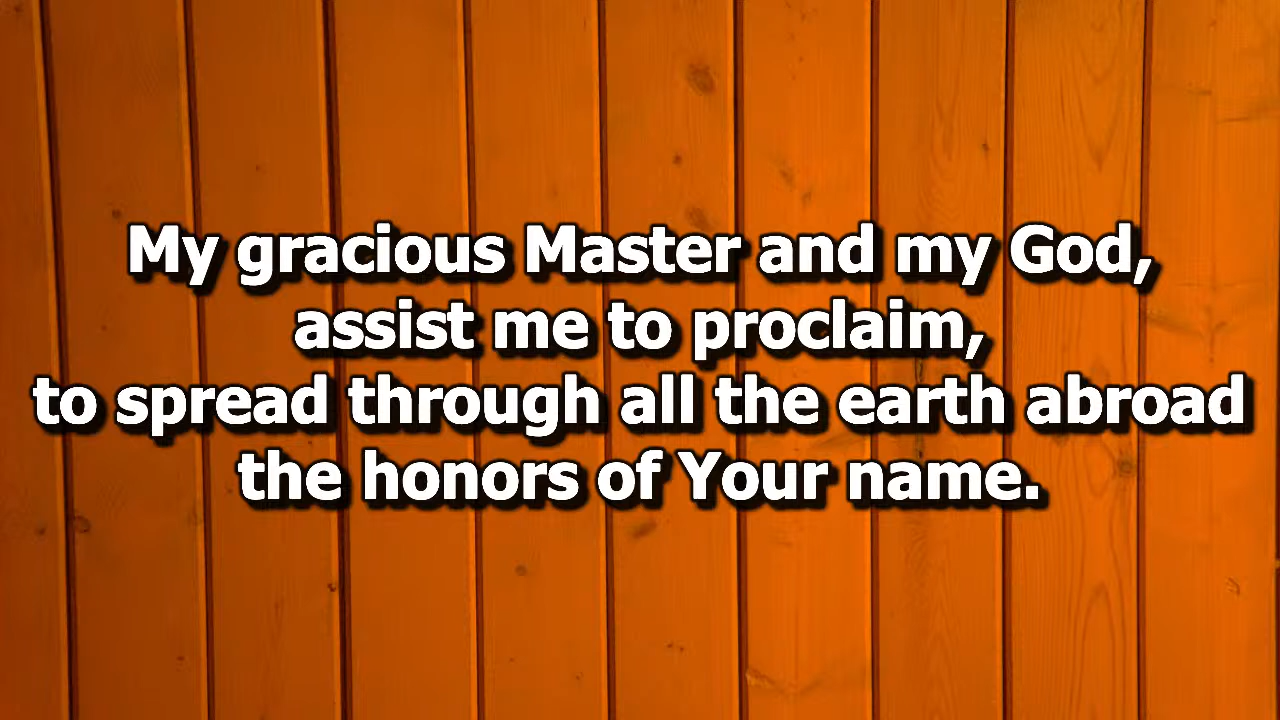 My gracious Master and my God,
assist me to proclaim,
to spread through all the earth abroad
the honors of Your name.